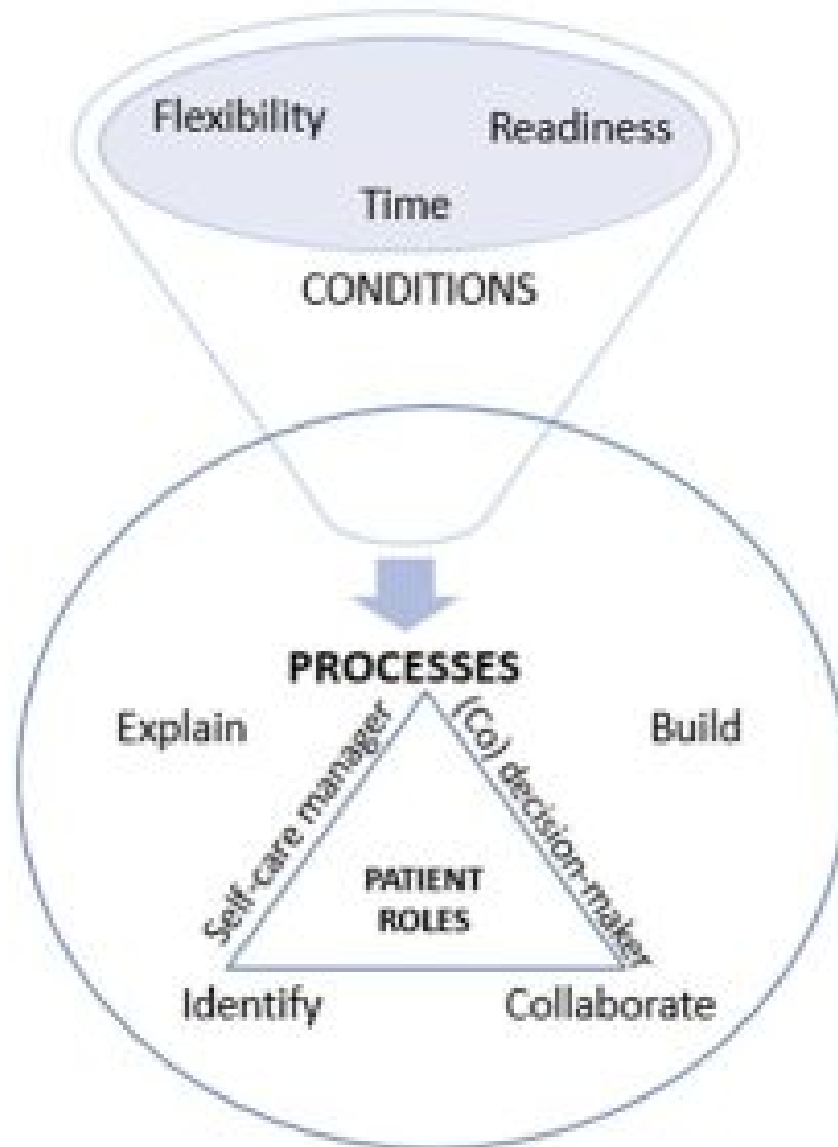 Flexibility
Readiness
Time
CONDITIONS
PROCESSES
Explain
Build
Self-care manager
(Co) decision-maker
PATIENT
ROLES
Identify
Collaborate